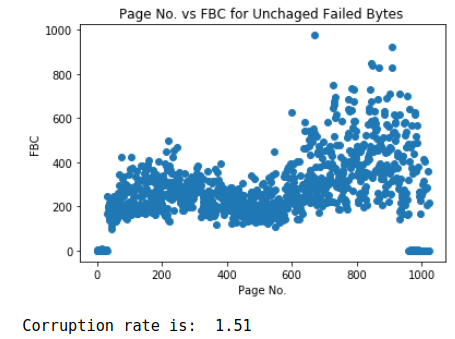 Page No. vs FBC for Unchaged Failed Bytes
1000
800
600
400
200
0
FBC
0 200 400 600 800 1000
Page No.
Corruption rate is: 1.51